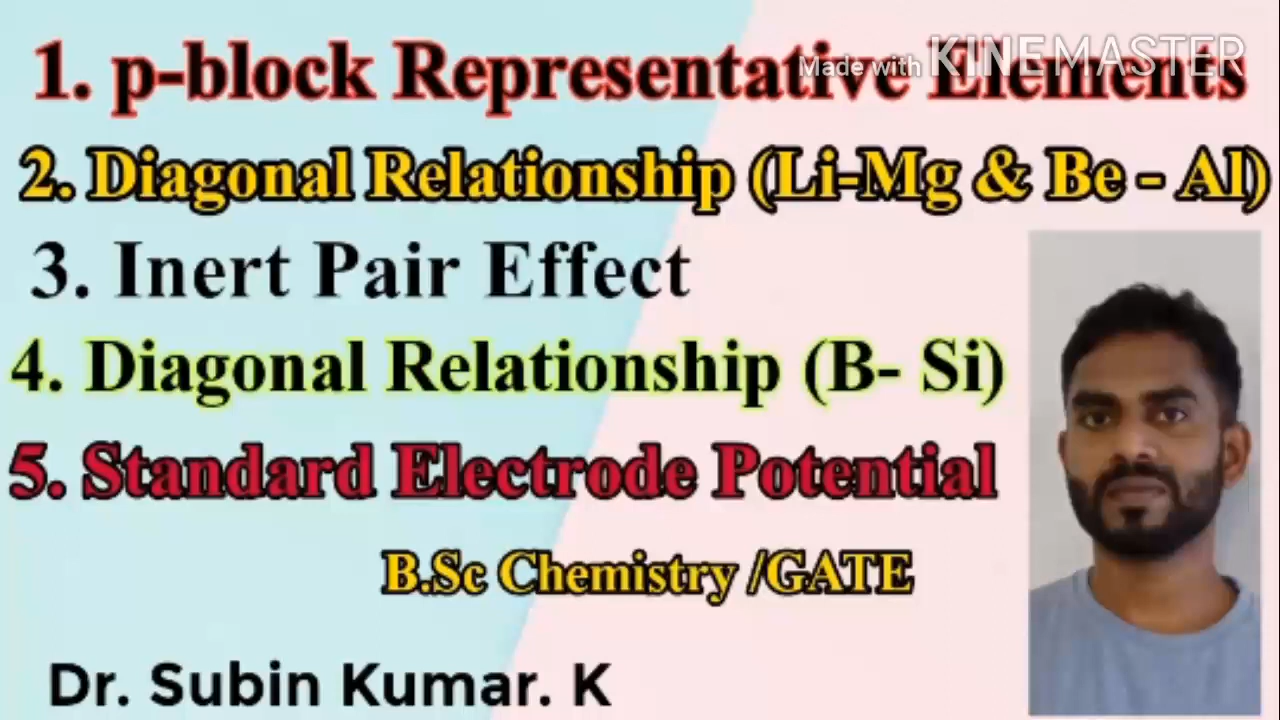 1. p-block Representative Elements
Made with KINEMASTER
2. Diagonal Relationship (Li-Mg & Be - Al)
3. Inert Pair Effect
4. Diagonal Relationship (B- Si)
5. Standard Electrode Potential
B.Sc Chemistry /GATE
Dr. Subin Kumar. K